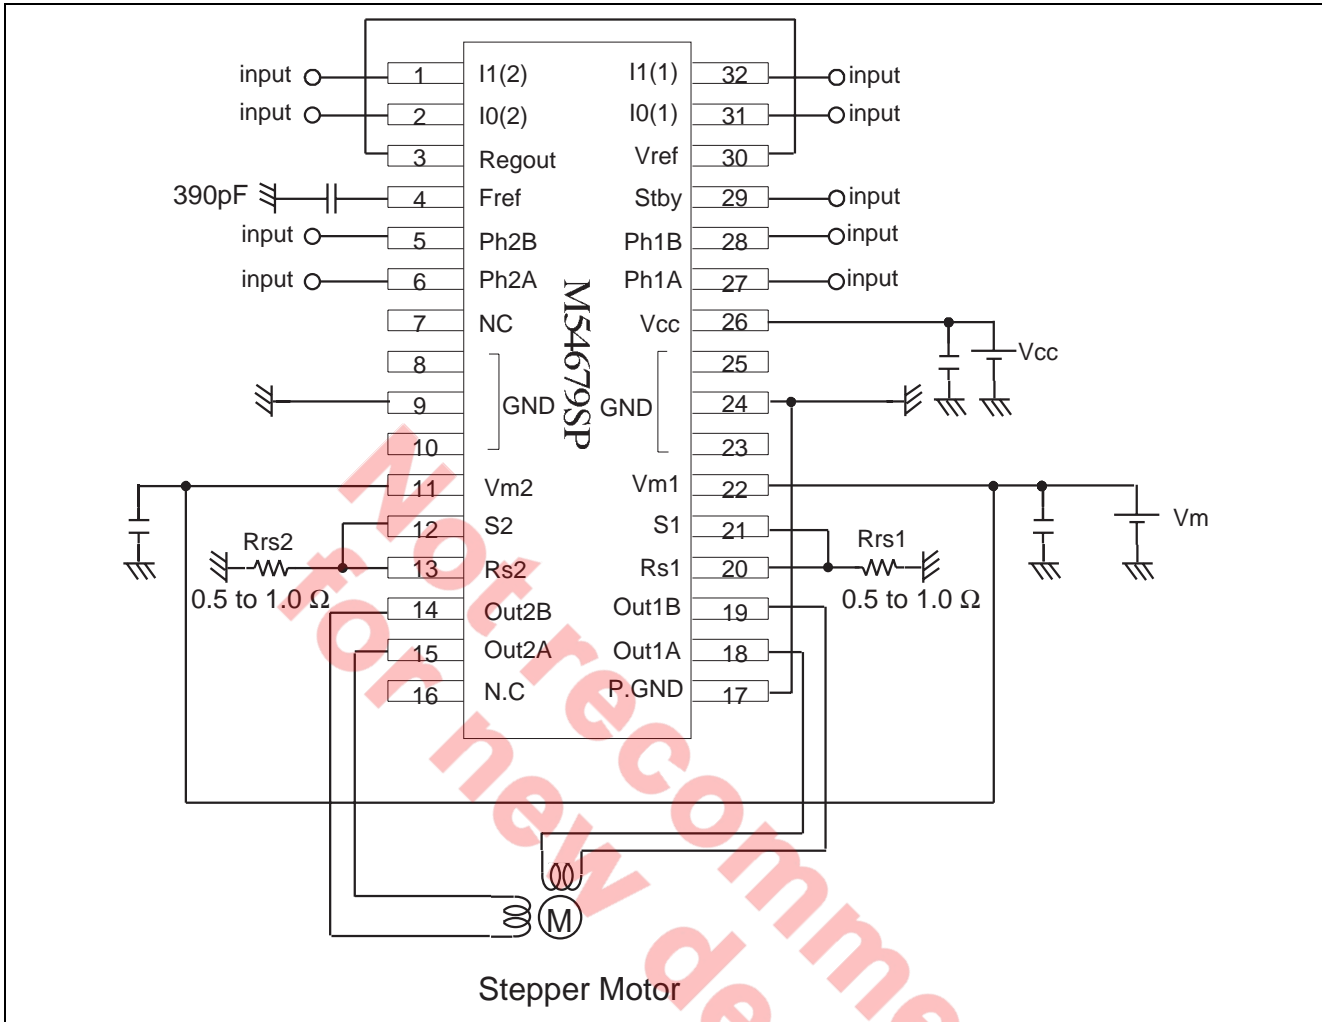 input 1 I1(2) I1(1) 32 input
input 2 I0(2) I0(1) 31 input
3 Regout Vref 30
390pF 4 Fref Stby 29 input
input 5 Ph2B Ph1B 28 input
input 6 Ph2A Ph1A 27 input
7 NC Vcc 26
M54679SP
8 25
Vcc
9 GND GND 24
10 23
11 Vm2 Vm1 22
Vm
12 S2 S1 21
Rrs2 Rrs1
13 Rs2 Rs1 20
0.5 to 1.0 Ω 0.5 to 1.0 Ω
14 Out2B Out1B 19
15 Out2A Out1A 18
16 N.C P.GND 17
M
Stepper Motor
Not recomme
for new de